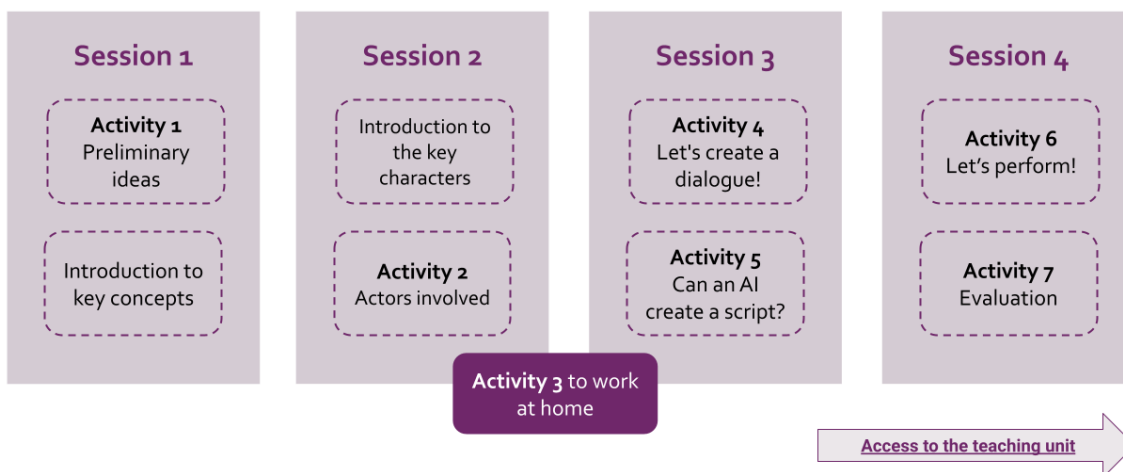 Session 1
Activity 1
Preliminary
ideas
Introduction to
key concepts
Session 2
Introduction to
the key
characters
Activity 2
Actors involved
Activity 3 to work
at home
Session 3
Activity 4
Let's create a
dialogue!
Activity 5
Can an AI
create a script?
Session 4
Activity 6
Let’s perform!
Activity 7
Evaluation
Access to the teaching unit